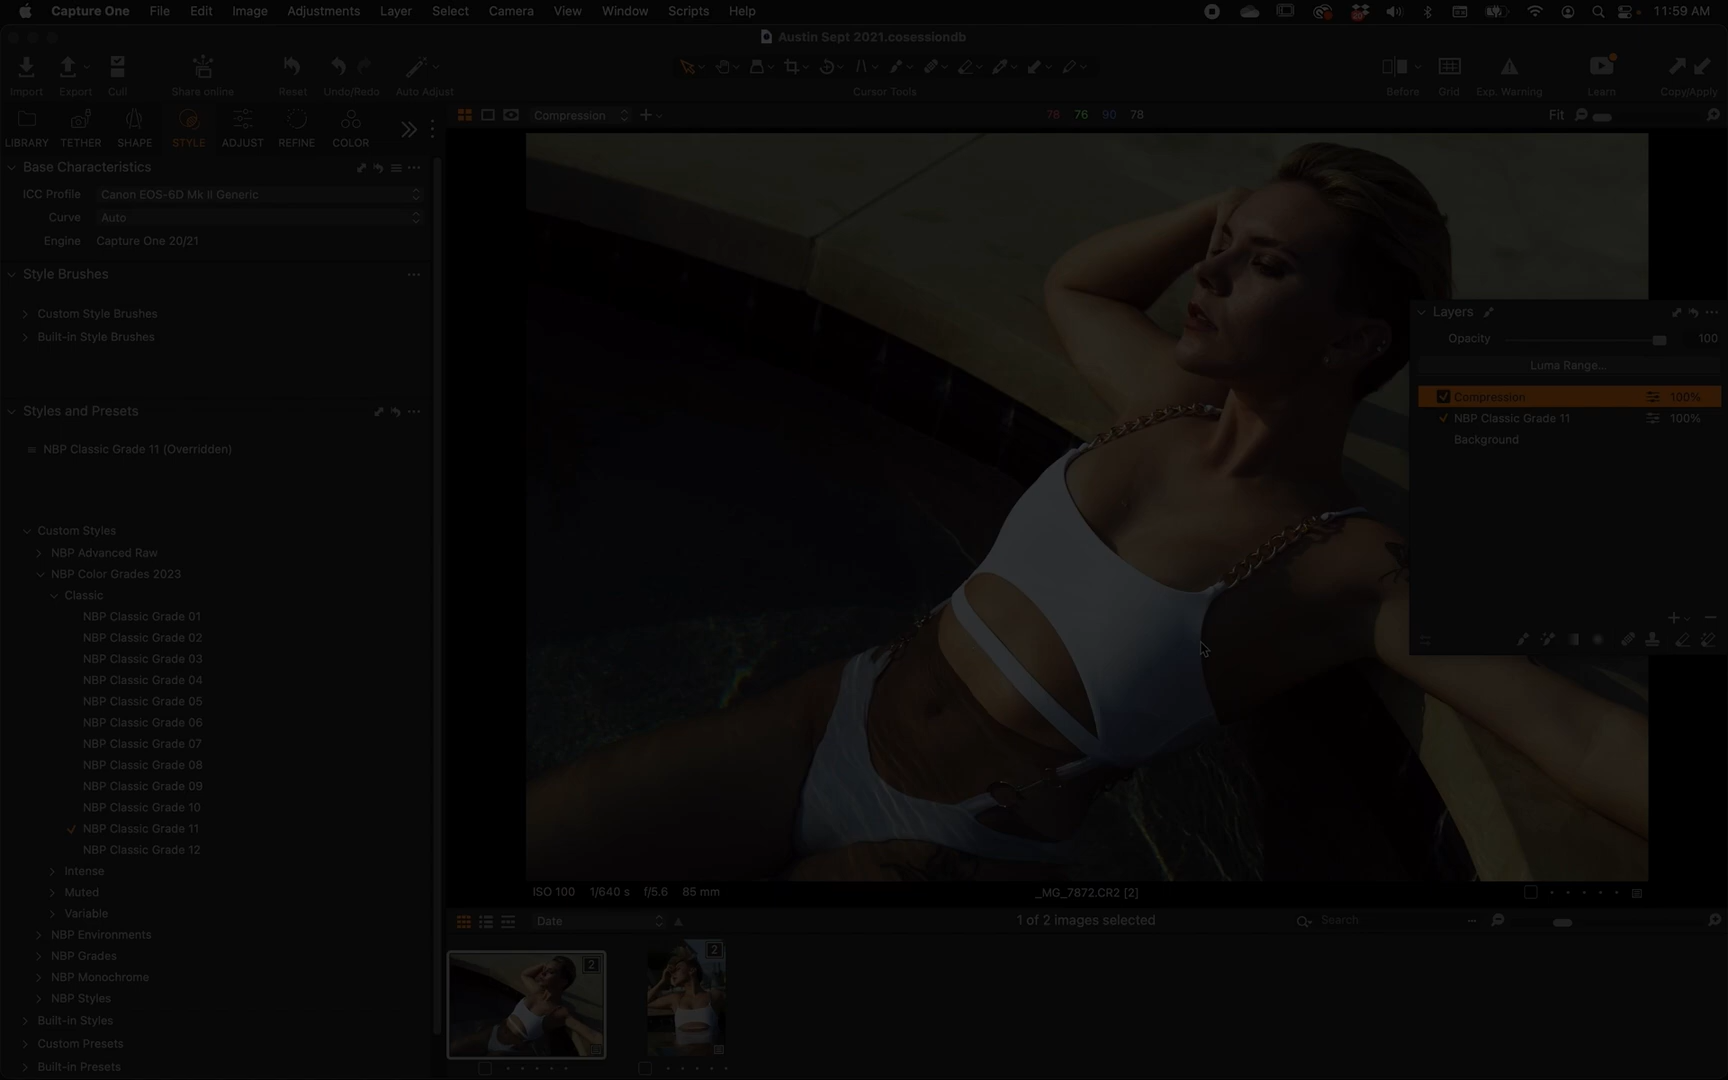 Capture One File Edit Image Adjustments Layer Select Camera View Window Scripts Help 11:59 AM
Austin Sept 2021.cosessiondb
Import Export Cull Share online Reset Undo/Redo Auto Adjust Cursor Tools Before Grid Exp. Warning Learn Copy/Apply
Compression 78 76 90 78 Fit
LIBRARY TETHER SHAPE STYLE ADJUST REFINE COLOR
Base Characteristics
ICC Profile Canon EOS-6D Mk II Generic
Curve Auto
Engine Capture One 20/21
Style Brushes
Custom Style Brushes
Built-in Style Brushes
Styles and Presets
NBP Classic Grade 11 (Overridden)
Custom Styles
NBP Advanced Raw
NBP Color Grades 2023
Classic
NBP Classic Grade 01
NBP Classic Grade 02
NBP Classic Grade 03
NBP Classic Grade 04
NBP Classic Grade 05
NBP Classic Grade 06
NBP Classic Grade 07
NBP Classic Grade 08
NBP Classic Grade 09
NBP Classic Grade 10
NBP Classic Grade 11
NBP Classic Grade 12
Intense
Muted
Variable
NBP Environments
NBP Grades
NBP Monochrome
NBP Styles
Built-in Styles
Custom Presets
Built-in Presets
Layers
Opacity 100
Luma Range...
Compression 100%
NBP Classic Grade 11 100%
Background
ISO 100 1/640 s f/5.6 85 mm _MG_7872.CR2 [2]
Date 1 of 2 images selected Search
2 2